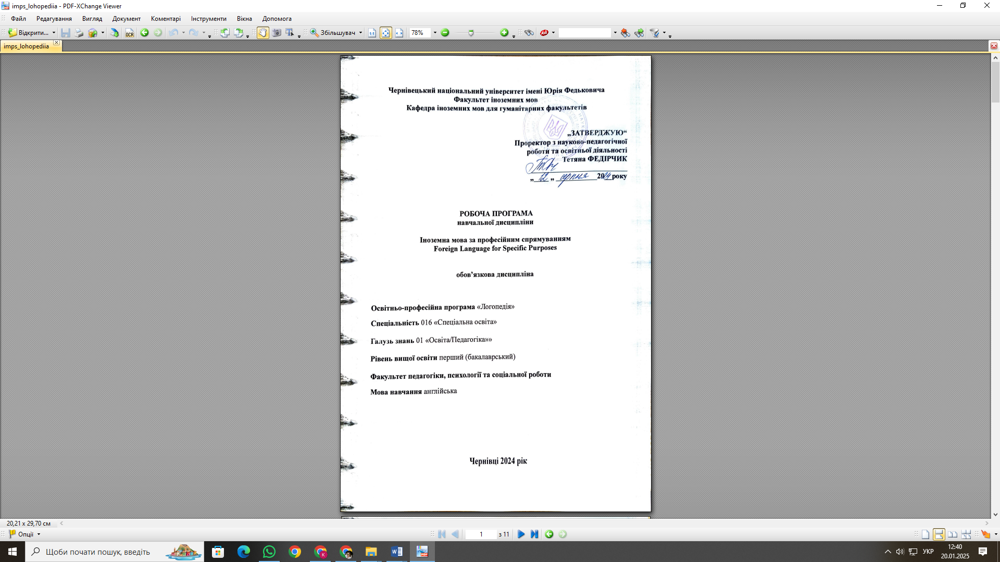 imps_lohopediia - PDF-XChange Viewer
Файл Редагування Вигляд Документ Коментарі Інструменти Вікна Допомога
Відкрити... OCR Збільшувач 1:1 78% Ask
imps_lohopediia
Чернівецький національний університет імені Юрія Федьковича
Факультет іноземних мов
Кафедра іноземних мов для гуманітарних факультетів
„ЗАТВЕРДЖУЮ“
Проректор з науково-педагогічної
роботи та освітньої діяльності
Тетяна ФЕДІРЧИК
„ 12 „ серпня 2024 року
РОБОЧА ПРОГРАМА
навчальної дисципліни
Іноземна мова за професійним спрямуванням
Foreign Language for Specific Purposes
обов’язкова дисципліна
Освітньо-професійна програма «Логопедія»
Спеціальність 016 «Спеціальна освіта»
Галузь знань 01 «Освіта/Педагогіка»»
Рівень вищої освіти перший (бакалаврський)
Факультет педагогіки, психології та соціальної роботи
Мова навчання англійська
Чернівці 2024 рік
20,21 x 29,70 см
Опції 1 з 11
Щоби почати пошук, введіть
УКР 12:40
20.01.2025